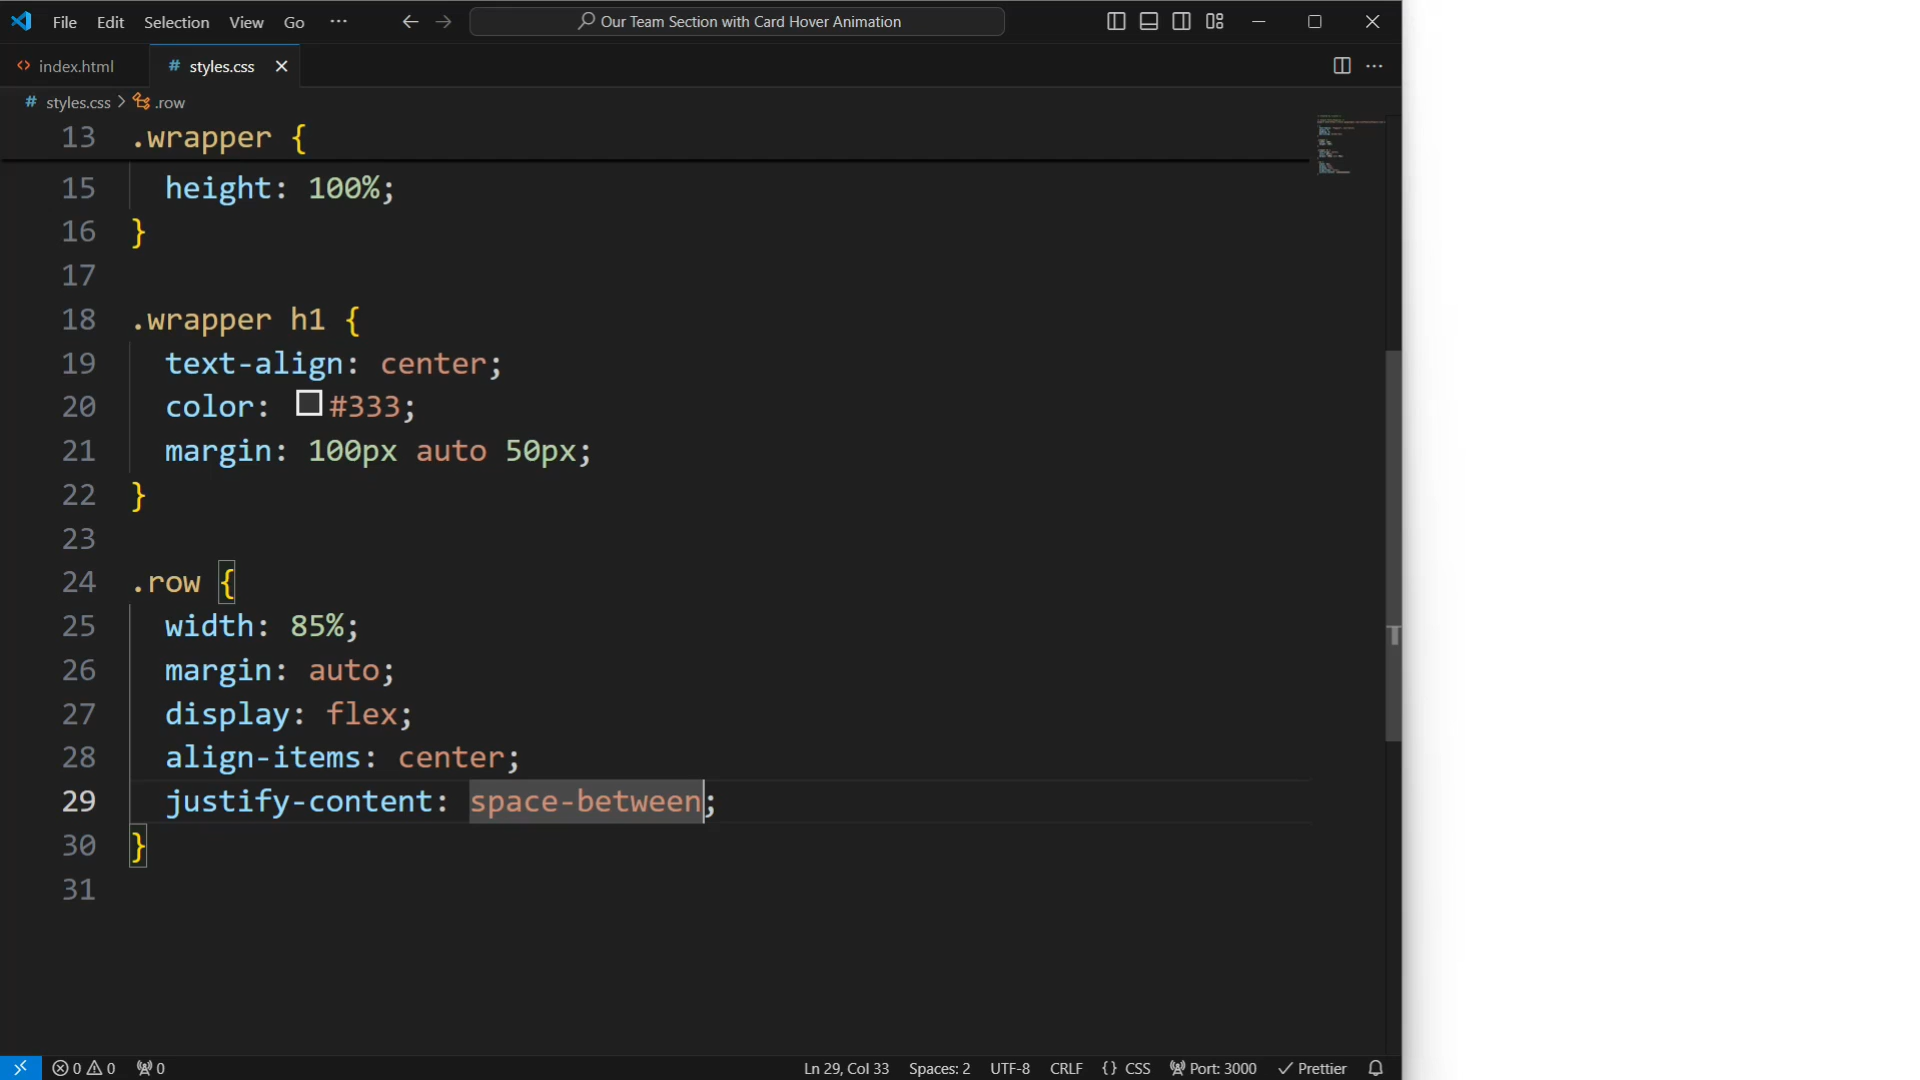 File Edit Selection View Go ··· Our Team Section with Card Hover Animation
index.html # styles.css
# styles.css > .row
13 .wrapper {
15 height: 100%;
16 }
17
18 .wrapper h1 {
19 text-align: center;
20 color: #333;
21 margin: 100px auto 50px;
22 }
23
24 .row {
25 width: 85%;
26 margin: auto;
27 display: flex;
28 align-items: center;
29 justify-content: space-between;
30 }
31
0 0 0 Ln 29, Col 33 Spaces: 2 UTF-8 CRLF {} CSS Port: 3000 Prettier